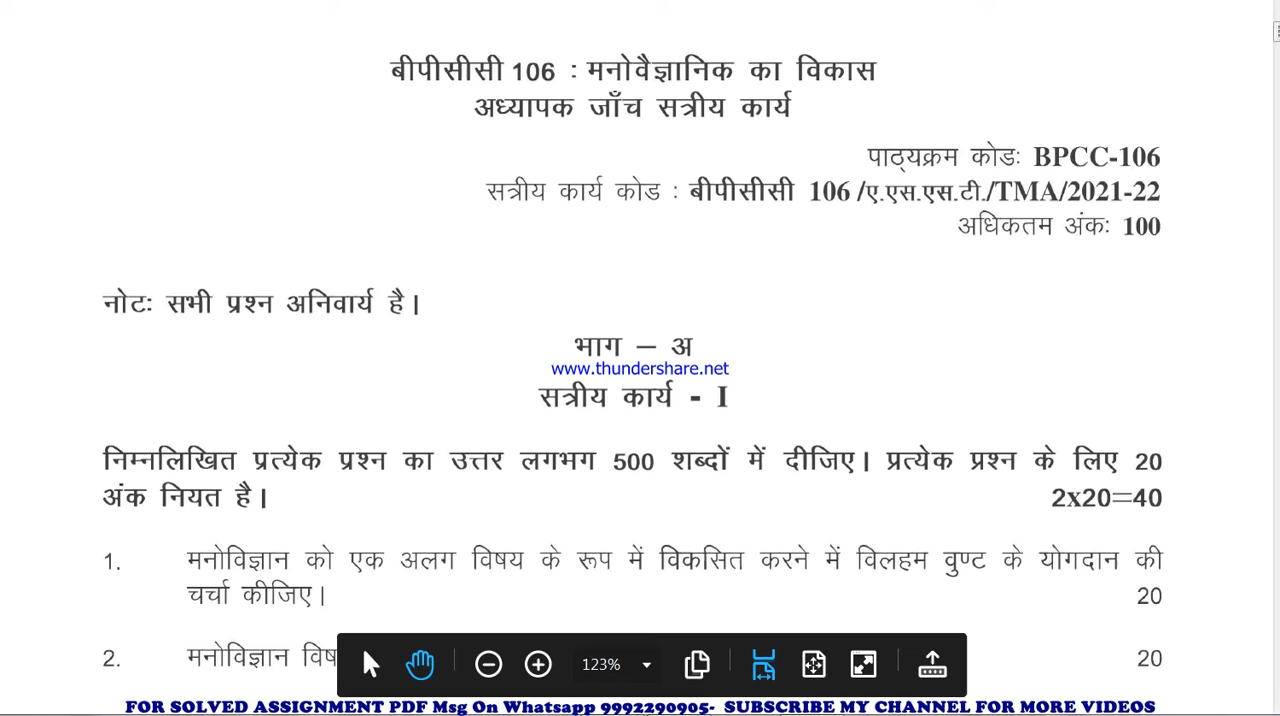 बीपीसीसी 106 : मनोवैज्ञानिक का विकास
अध्यापक जाँच सत्रीय कार्य
पाठ्यक्रम कोडः BPCC-106
सत्रीय कार्य कोड : बीपीसीसी 106 /ए.एस.एस.टी./TMA/2021-22
अधिकतम अंकः 100
नोटः सभी प्रश्न अनिवार्य है।
भाग – अ
www.thundershare.net
सत्रीय कार्य - I
निम्नलिखित प्रत्येक प्रश्न का उत्तर लगभग 500 शब्दों में दीजिए। प्रत्येक प्रश्न के लिए 20
अंक नियत है। 2x20=40
1. मनोविज्ञान को एक अलग विषय के रूप में विकसित करने में विलहम वुण्ट के योगदान की
चर्चा कीजिए। 20
2. मनोविज्ञान 20
123%
FOR SOLVED ASSIGNMENT PDF Msg On Whatsapp 9992290905- SUBSCRIBE MY CHANNEL FOR MORE VIDEOS